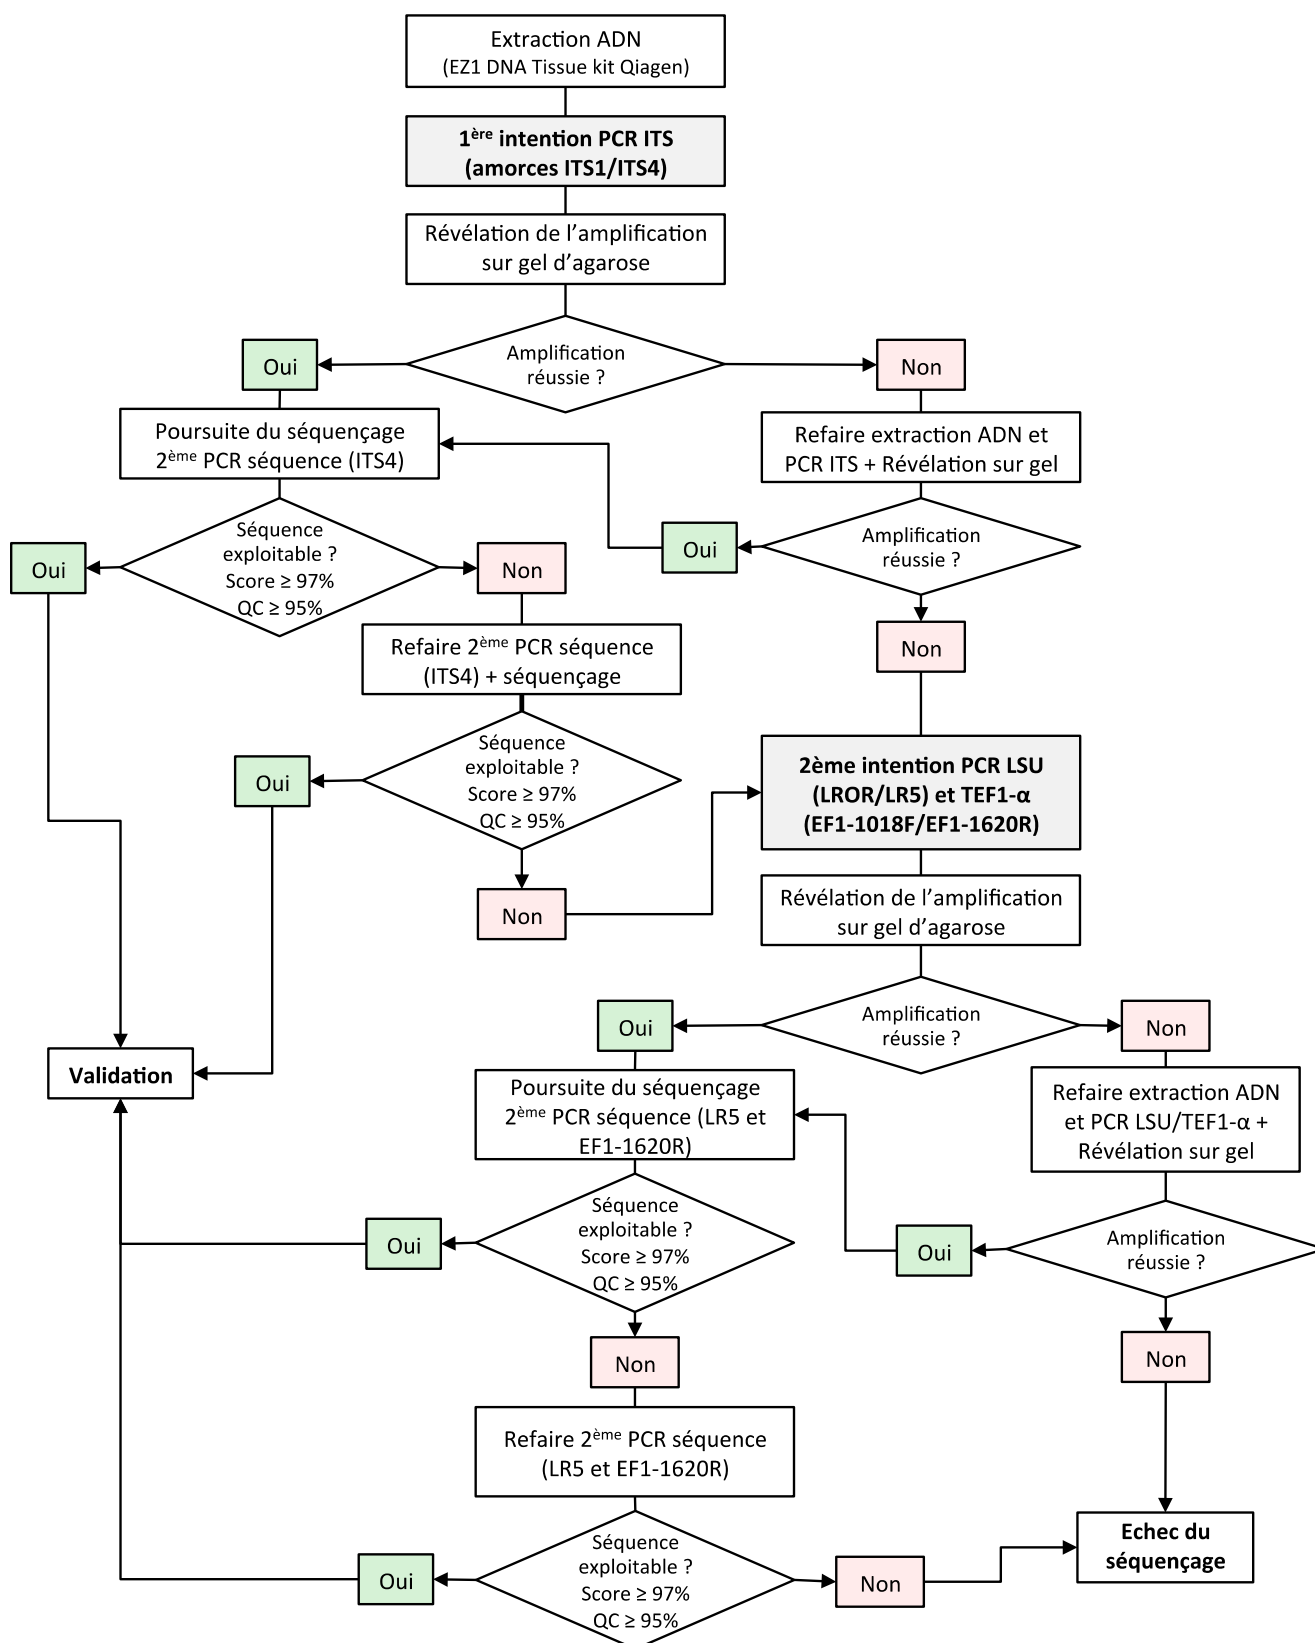 Extraction ADN
(EZ1 DNA Tissue kit Qiagen)
1ère intention PCR ITS
(amorces ITS1/ITS4)
Révélation de l'amplification
sur gel d'agarose
Amplification
réussie ?
Oui
Non
Poursuite du séquençage
2ème PCR séquence (ITS4)
Refaire extraction ADN et
PCR ITS + Révélation sur gel
Séquence
exploitable ?
Score ≥ 97%
QC ≥ 95%
Amplification
réussie ?
Oui
Oui
Non
Non
Refaire 2ème PCR séquence
(ITS4) + séquençage
Séquence
exploitable ?
Score ≥ 97%
QC ≥ 95%
Oui
Non
2ème intention PCR LSU
(LROR/LR5) et TEF1-α
(EF1-1018F/EF1-1620R)
Révélation de l'amplification
sur gel d'agarose
Amplification
réussie ?
Oui
Non
Validation
Poursuite du séquençage
2ème PCR séquence (LR5 et
EF1-1620R)
Refaire extraction ADN
et PCR LSU/TEF1-α +
Révélation sur gel
Séquence
exploitable ?
Score ≥ 97%
QC ≥ 95%
Amplification
réussie ?
Oui
Oui
Non
Non
Refaire 2ème PCR séquence
(LR5 et EF1-1620R)
Séquence
exploitable ?
Score ≥ 97%
QC ≥ 95%
Oui
Non
Echec du
séquençage